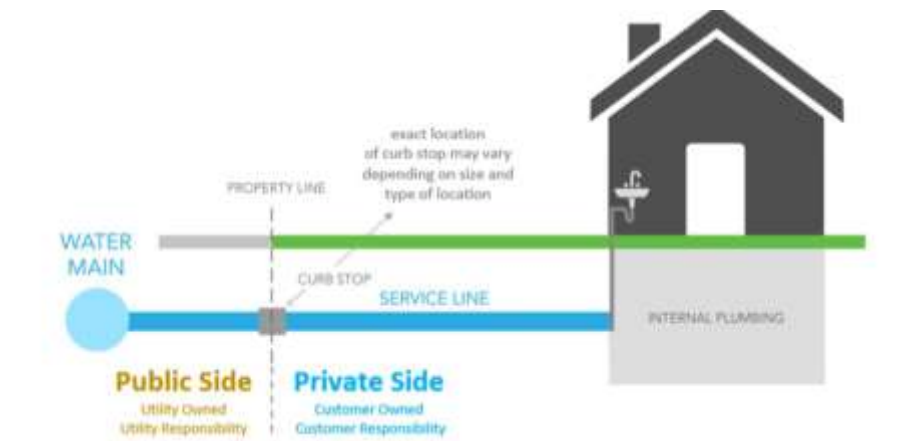 exact location
of curb stop may vary
depending on size and
type of location
PROPERTY LINE
WATER
MAIN
CURB STOP
SERVICE LINE
INTERNAL PLUMBING
Public Side
Utility Owned
Utility Responsibility
Private Side
Customer Owned
Customer Responsibility